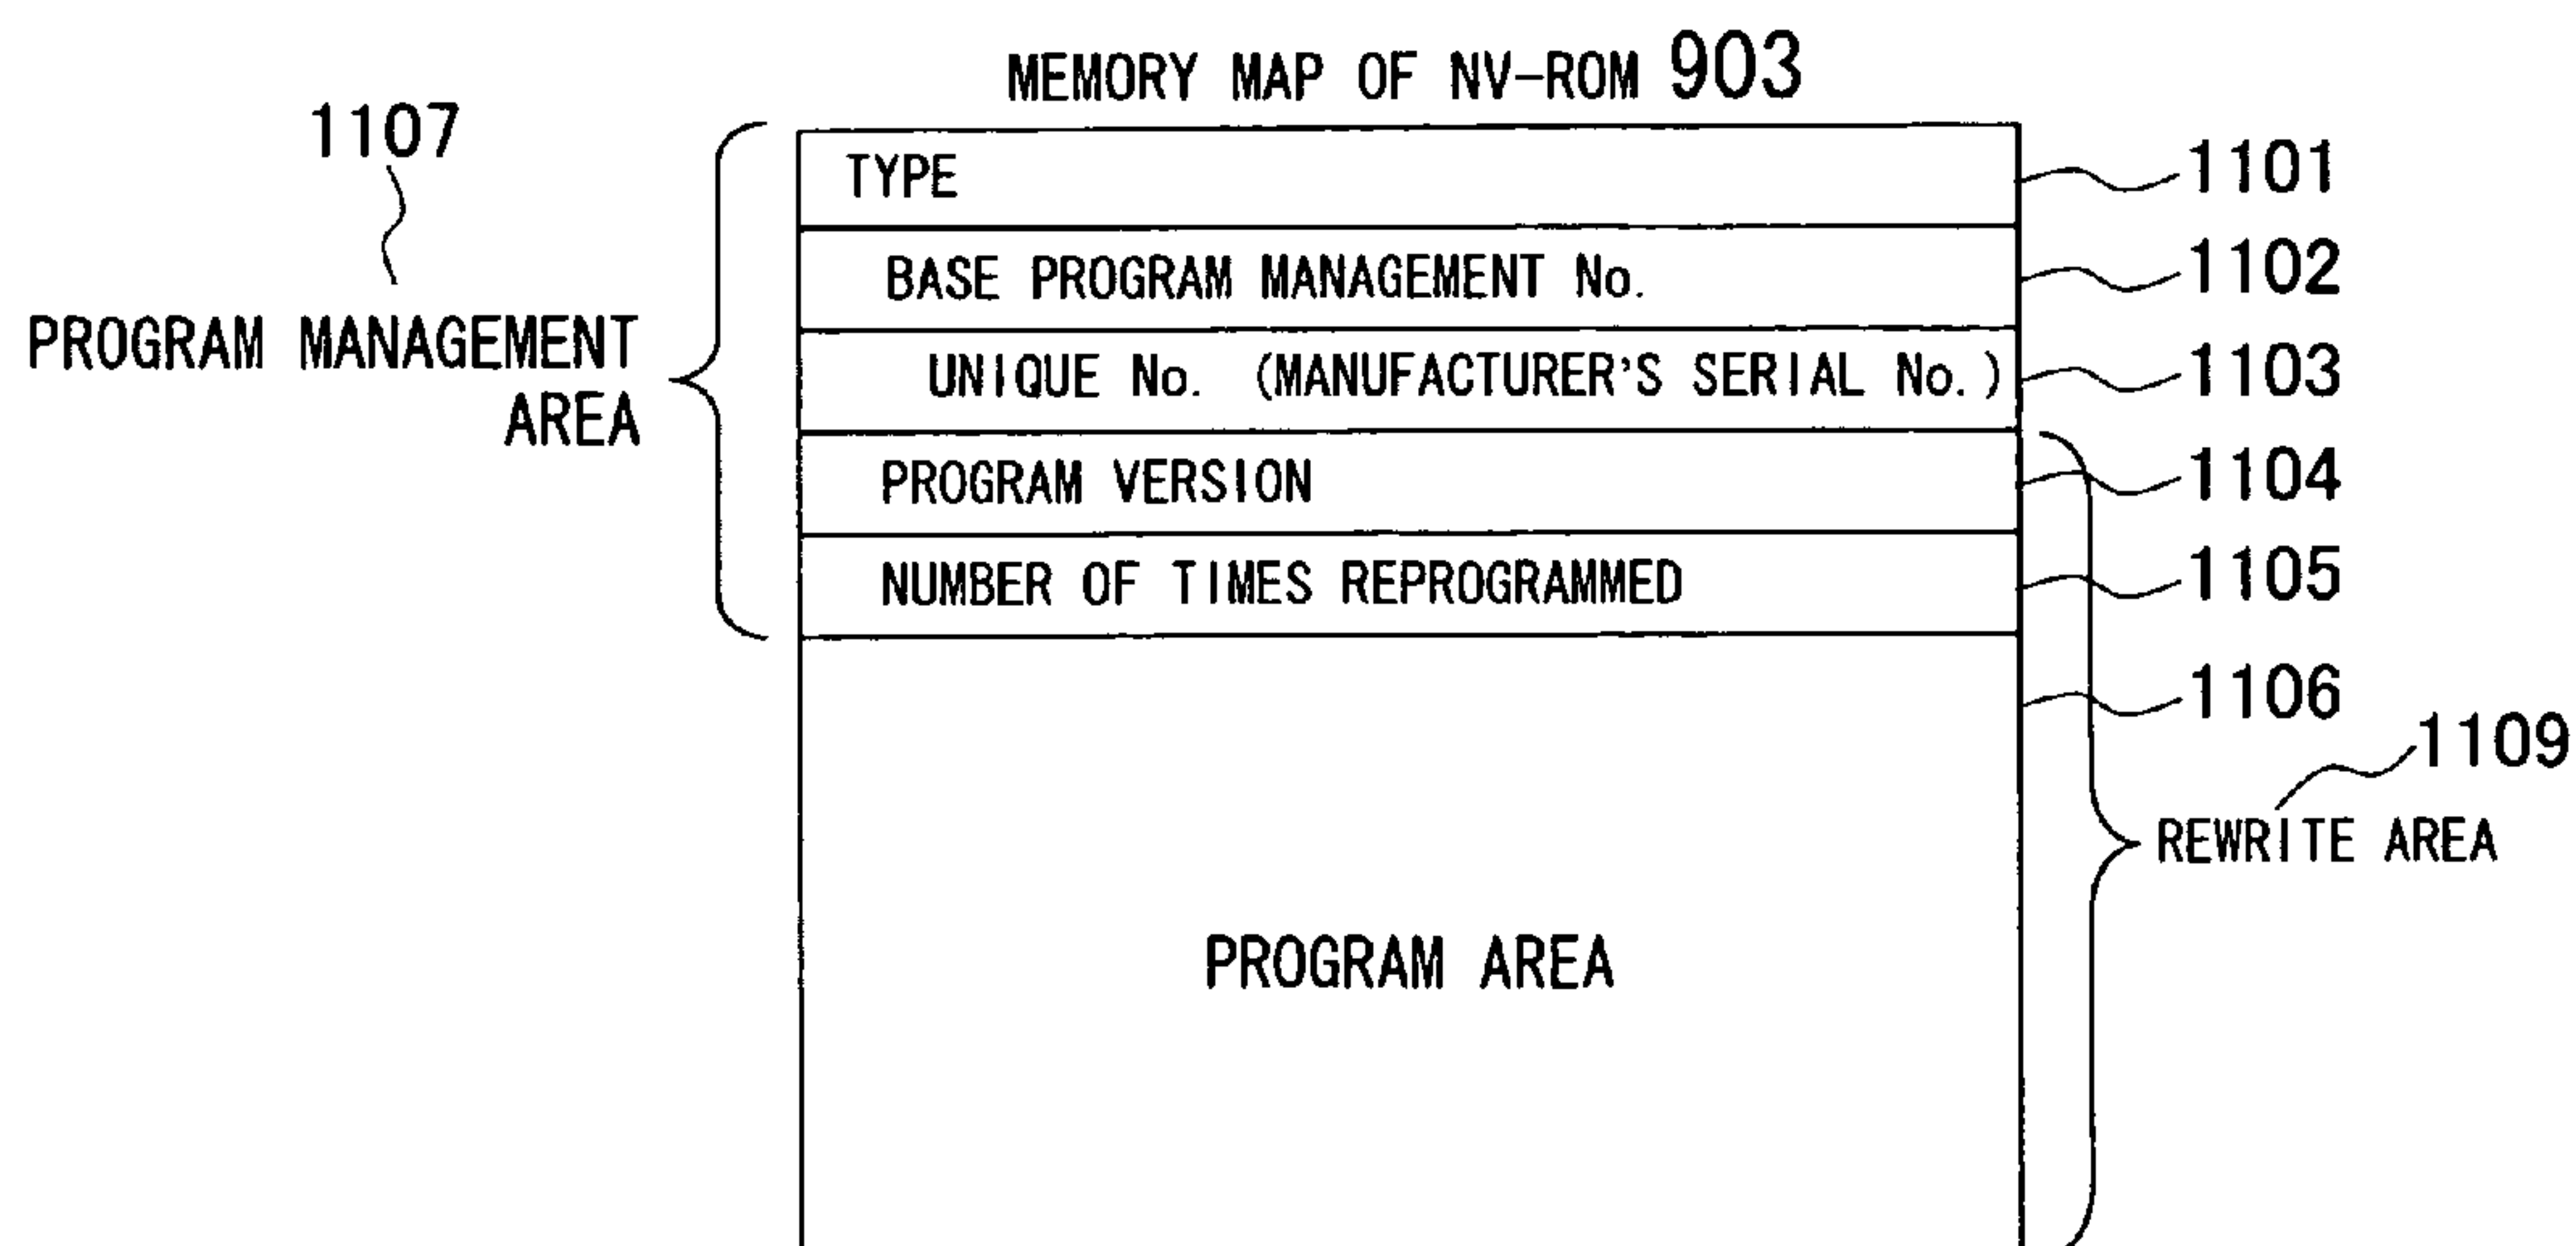 MEMORY MAP OF NV-ROM 903
1107
PROGRAM MANAGEMENT
AREA
TYPE
1101
BASE PROGRAM MANAGEMENT No.
1102
UNIQUE No. (MANUFACTURER'S SERIAL No.)
1103
PROGRAM VERSION
1104
NUMBER OF TIMES REPROGRAMMED
1105
1106
1109
REWRITE AREA
PROGRAM AREA